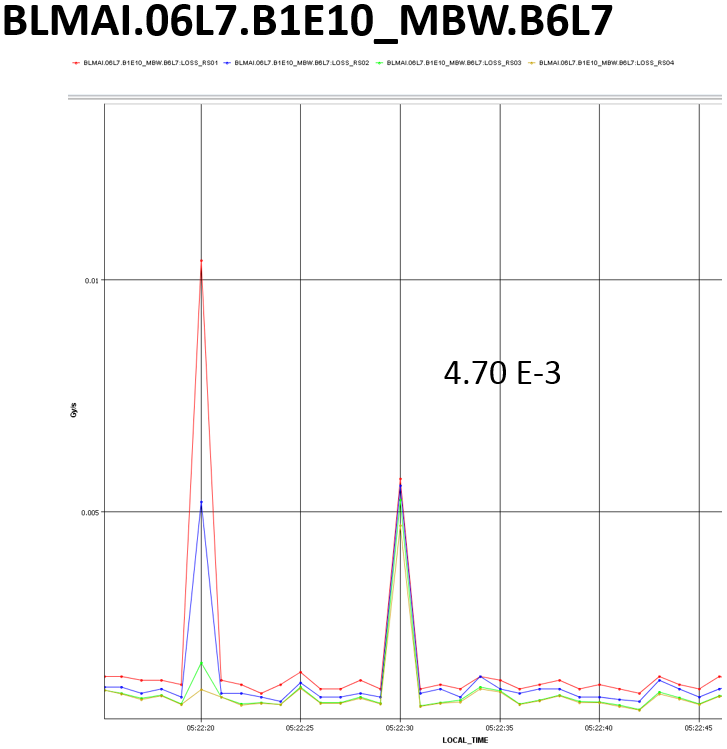 BLMAI.06L7.B1E10_MBW.B6L7
BLMAI.06L7.B1E10_MBW.B6L7:LOSS_RS01 BLMAI.06L7.B1E10_MBW.B6L7:LOSS_RS02 BLMAI.06L7.B1E10_MBW.B6L7:LOSS_RS03 BLMAI.06L7.B1E10_MBW.B6L7:LOSS_RS04
0.01
4.70 E-3
Gy/s
0.005
05:22:20 05:22:25 05:22:30 05:22:35 05:22:40 05:22:45
LOCAL_TIME